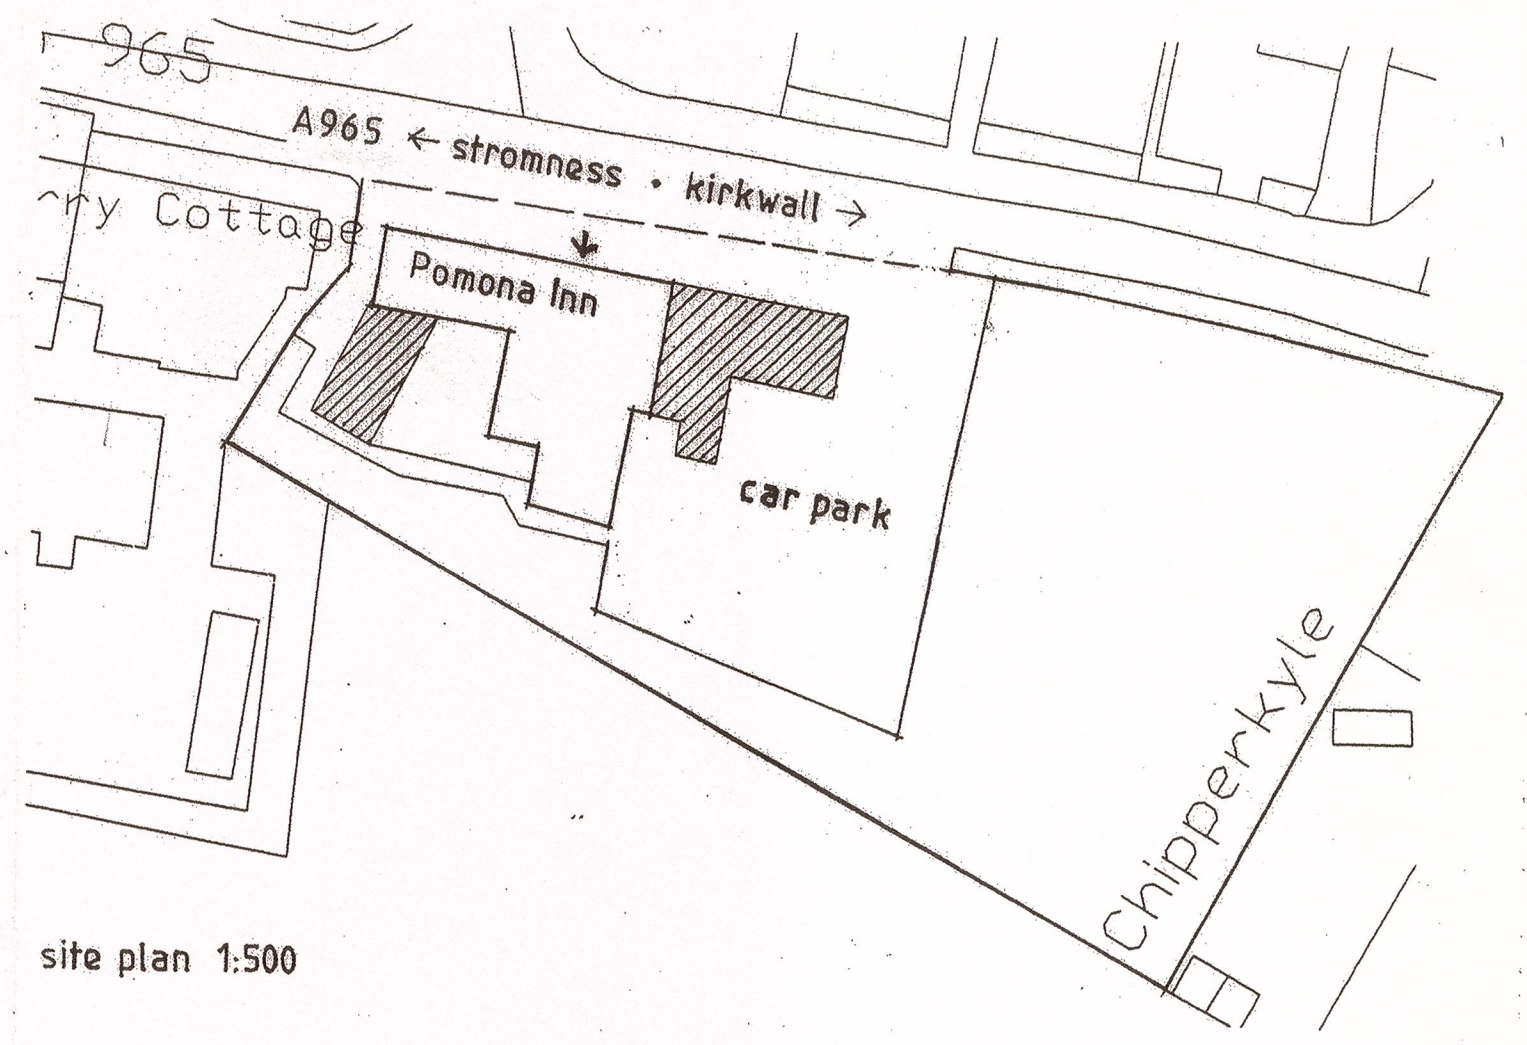 965
A965 ← stromness • kirkwall →
Cottage
Pomona Inn
car park
Chipperkyle
site plan 1:500